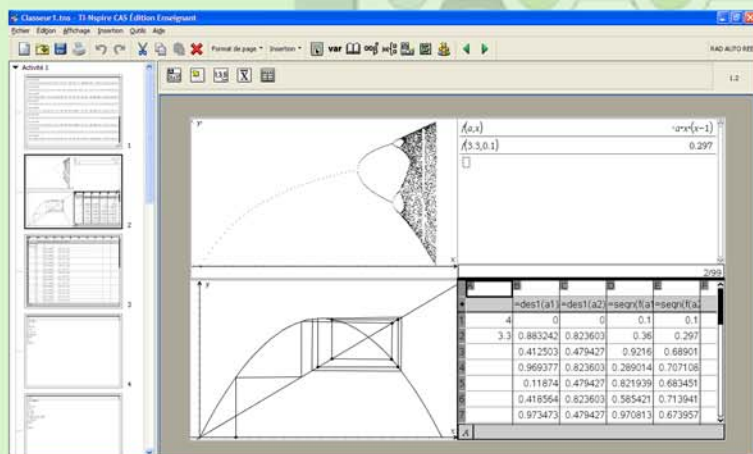 Classeur1.tns - TI-Nspire CAS Édition Enseignant
Fichier Edition Affichage Insertion Outils Aide
Format de page Insertion var RAD AUTO REE
Activité 1
1.2
1
2
3
4
y
x
f(a,x) -a·x·(x-1)
f(3.3,0.1) 0.297
2/99
y
x
A B C D E F
=des1(a1) =des1(a2) =seqn(f(a1 =seqn(f(a2
1 4 0 0 0.1 0.1
2 3.3 0.883242 0.823603 0.36 0.297
3 0.412503 0.479427 0.9216 0.68901
4 0.969377 0.823603 0.289014 0.707108
5 0.11874 0.479427 0.821939 0.683451
6 0.418564 0.823603 0.585421 0.713941
7 0.973473 0.479427 0.970813 0.673957
A